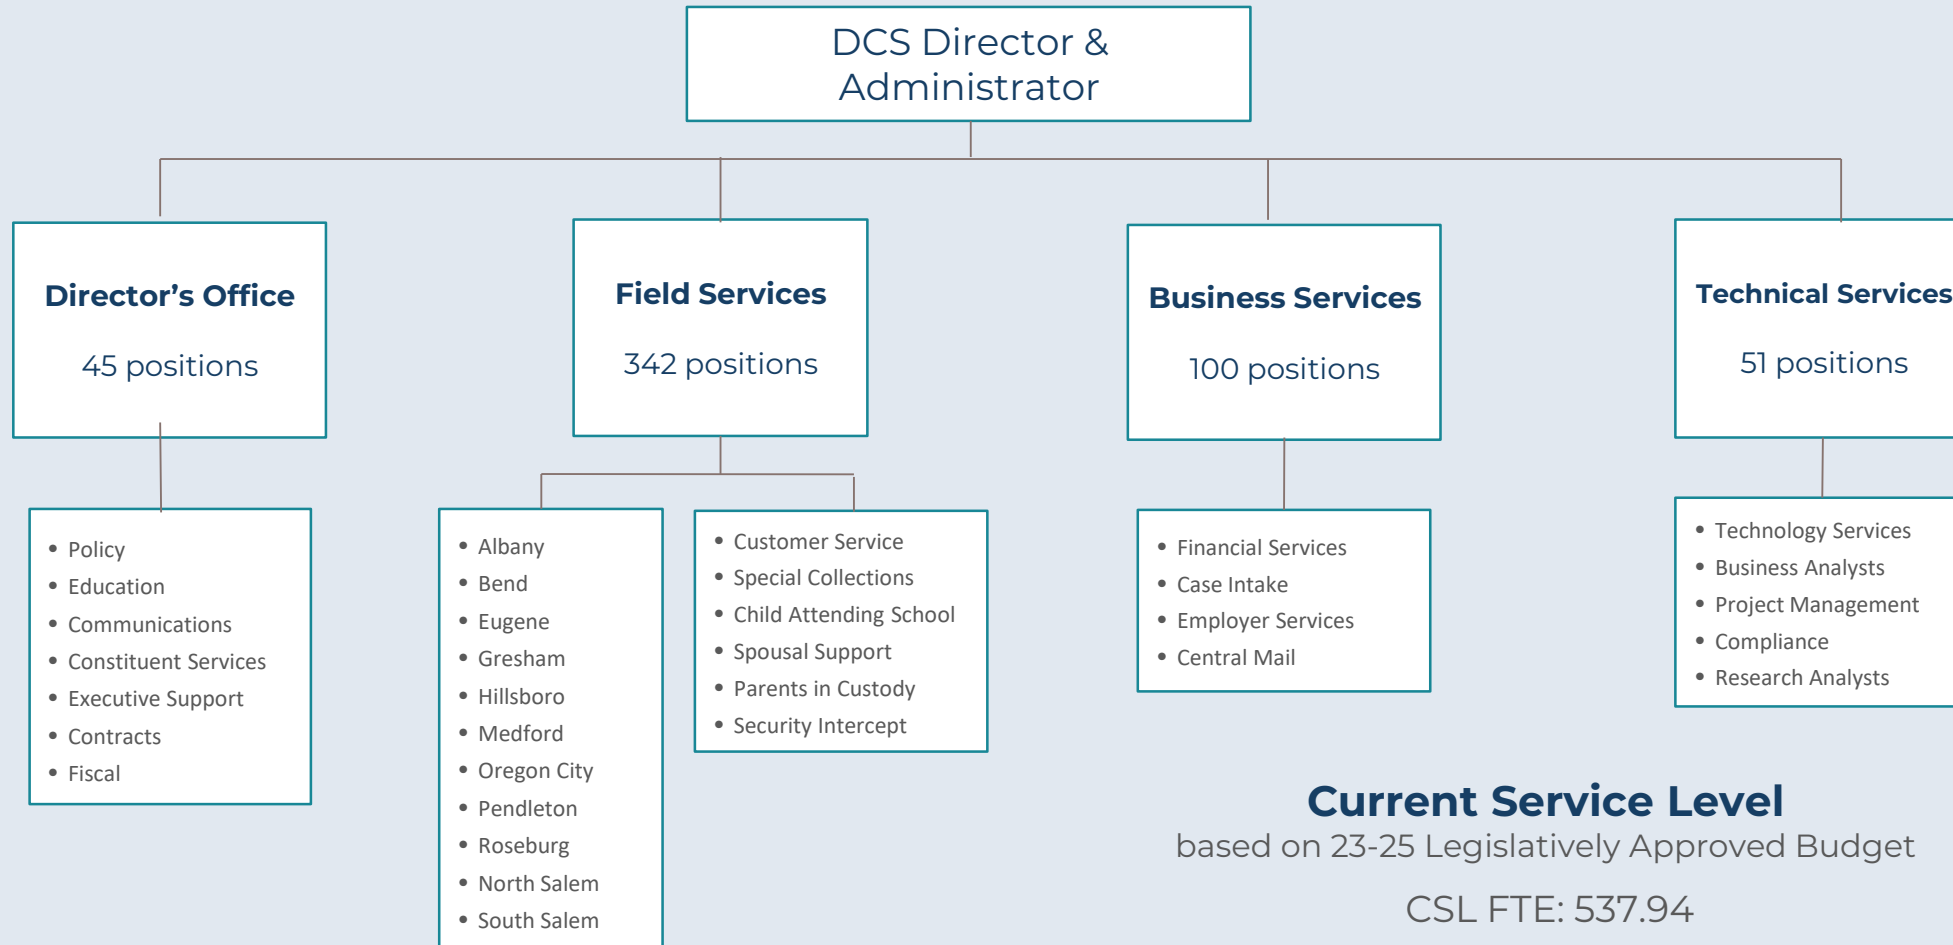 DCS Director &
Administrator
Director’s Office
45 positions
Field Services
342 positions
Business Services
100 positions
Technical Services
51 positions
• Policy
• Education
• Communications
• Constituent Services
• Executive Support
• Contracts
• Fiscal
• Albany
• Bend
• Eugene
• Gresham
• Hillsboro
• Medford
• Oregon City
• Pendleton
• Roseburg
• North Salem
• South Salem
• Customer Service
• Special Collections
• Child Attending School
• Spousal Support
• Parents in Custody
• Security Intercept
• Financial Services
• Case Intake
• Employer Services
• Central Mail
• Technology Services
• Business Analysts
• Project Management
• Compliance
• Research Analysts
Current Service Level
based on 23-25 Legislatively Approved Budget
CSL FTE: 537.94